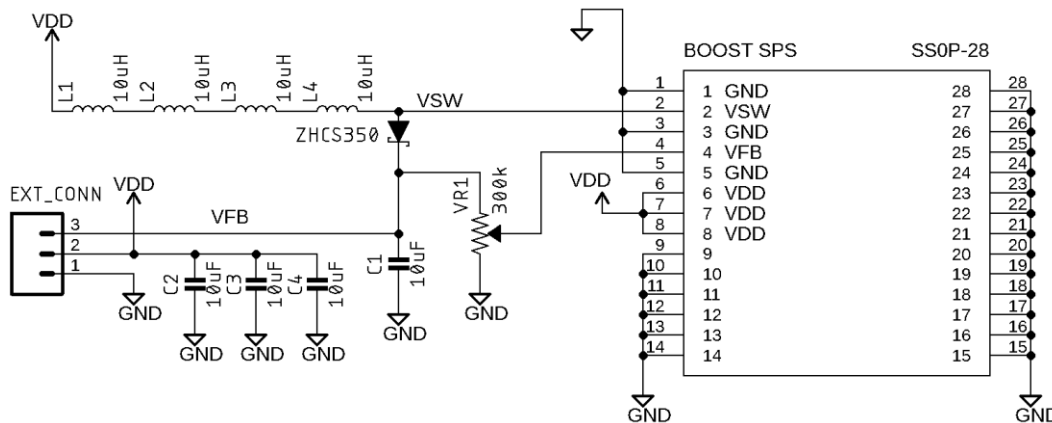 VDD
L1
10uH
L2
10uH
L3
10uH
L4
10uH
VSW
ZHCS350
EXT_CONN
VDD
VFB
3
2
1
GND
C2
10uF
C3
10uF
C4
10uF
GND
GND
GND
C1
10uF
GND
VR1
300k
GND
VDD
BOOST SPS
SS0P-28
1 1 GND
2 2 VSW
3 3 GND
4 4 VFB
5 5 GND
6 6 VDD
7 7 VDD
8 8 VDD
9 9
10 10
11 11
12 12
13 13
14 14
28 28
27 27
26 26
25 25
24 24
23 23
22 22
21 21
20 20
19 19
18 18
17 17
16 16
15 15
GND
GND